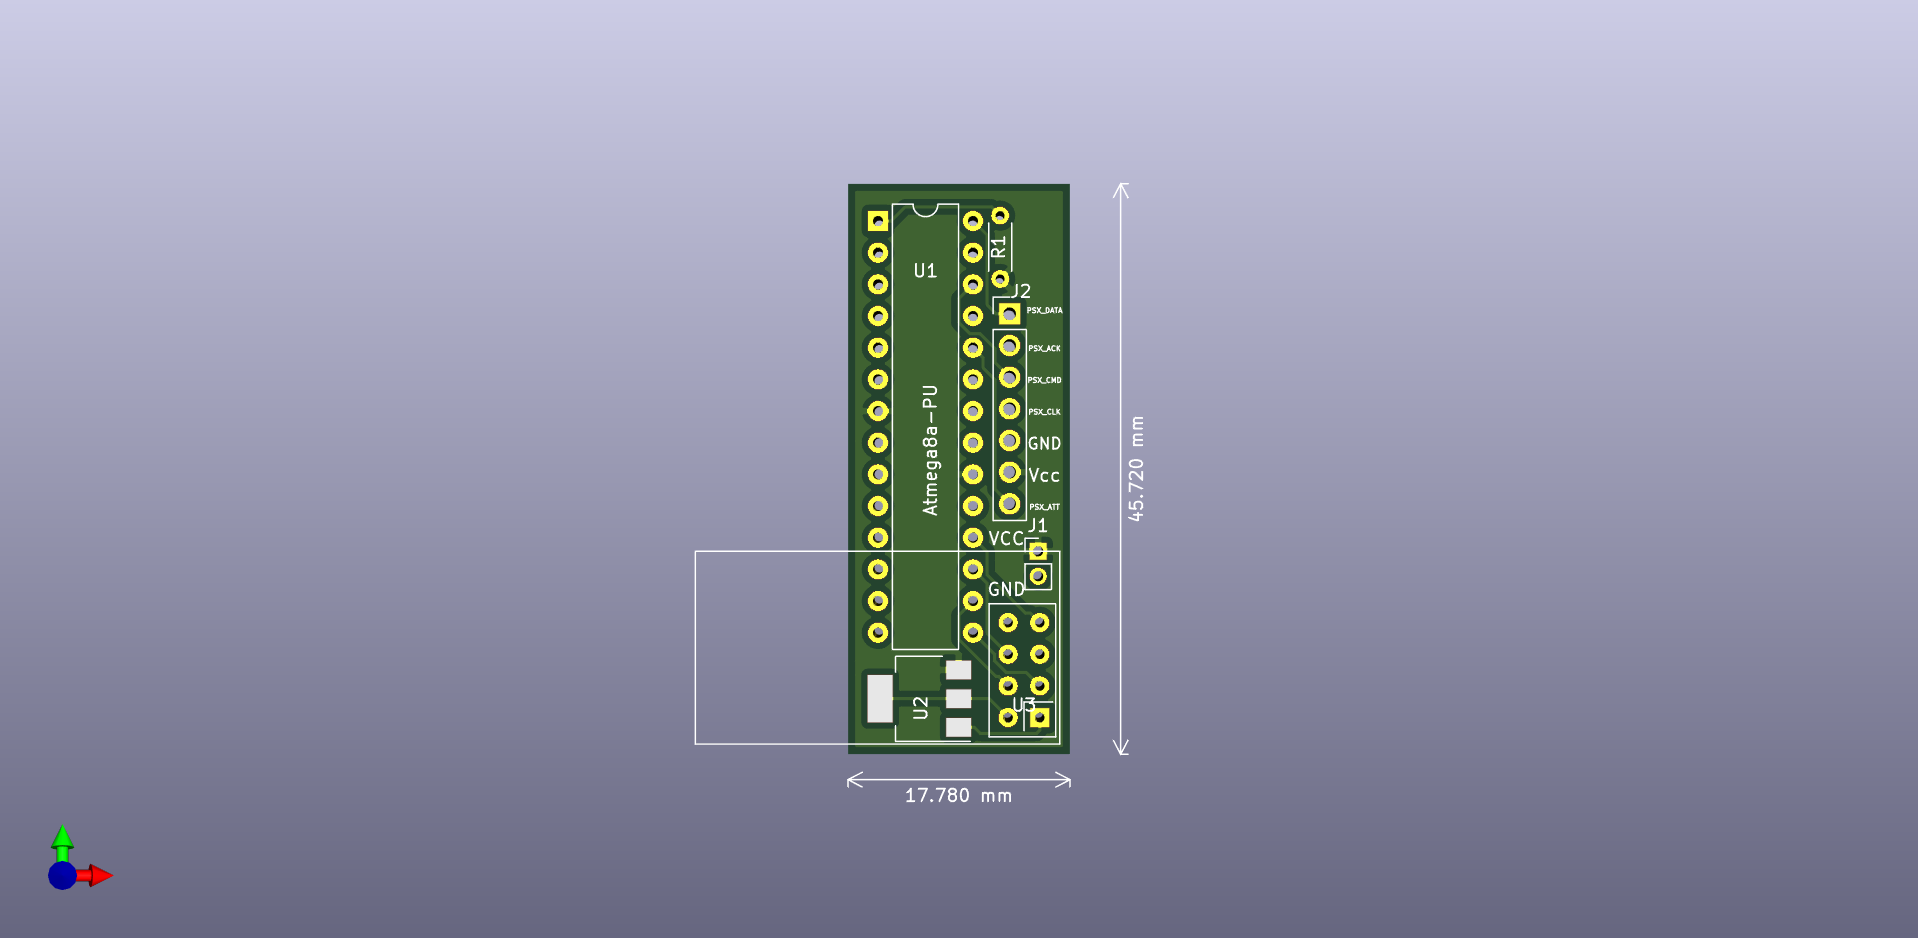 R1
U1
J2
PSX_DATA
PSX_ACK
PSX_CMD
PSX_CLK
GND
Vcc
PSX_ATT
Atmega8a-PU
J1
VCC
GND
U2
U3
45.720 mm
17.780 mm